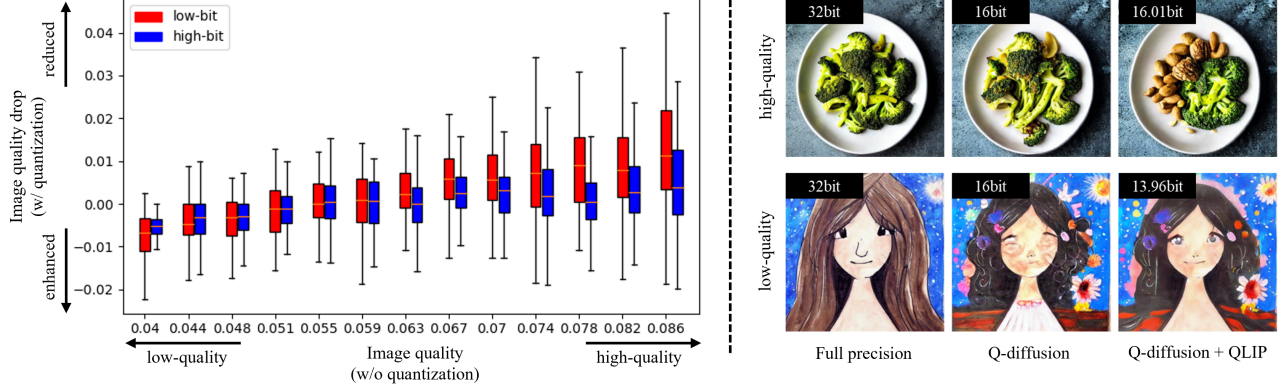 low-bit
high-bit
reduced
enhanced
Image quality drop
(w/ quantization)
0.04
0.03
0.02
0.01
0.00
−0.01
−0.02
0.04 0.044 0.048 0.051 0.055 0.059 0.063 0.067 0.07 0.074 0.078 0.082 0.086
low-quality
Image quality
(w/o quantization)
high-quality
high-quality
32bit
16bit
16.01bit
low-quality
32bit
16bit
13.96bit
Full precision
Q-diffusion
Q-diffusion + QLIP